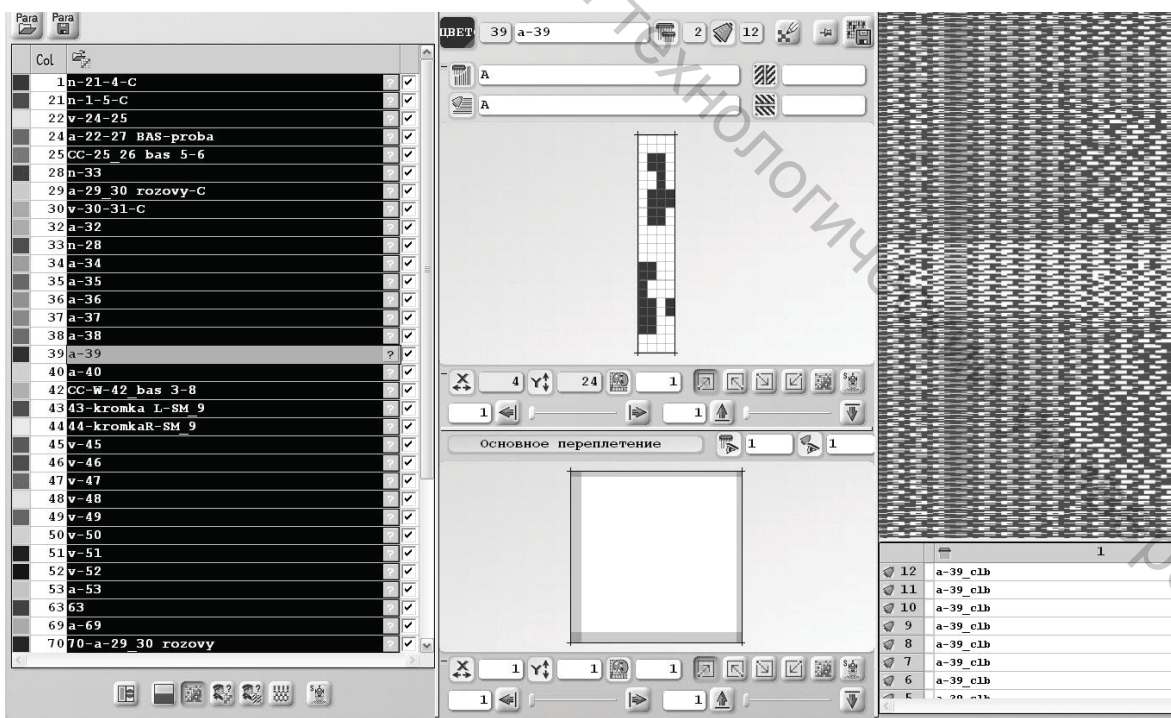 Para Para
Col
1 n-21-4-C
21 n-1-5-C
22 v-24-25
24 a-22-27 BAS-proba
25 CC-25_26 bas 5-6
28 n-33
29 a-29_30 rozovy-C
30 v-30-31-C
32 a-32
33 n-28
34 a-34
35 a-35
36 a-36
37 a-37
38 a-38
39 a-39 ?
40 a-40
42 CC-W-42_bas 3-8
43 43-kromka L-SM_9
44 44-kromkaR-SM_9
45 v-45
46 v-46
47 v-47
48 v-48
49 v-49
50 v-50
51 v-51
52 v-52
53 a-53
63 63
69 a-69
70 70-a-29_30 rozovy
ЦВЕТ 39 a-39 2 12
A
A
X 4 Y 24 1
1 1
Основное переплетение 1 1
X 1 Y 1 1
1 1
1
12 a-39_clb
11 a-39_clb
10 a-39_clb
9 a-39_clb
8 a-39_clb
7 a-39_clb
6 a-39_clb